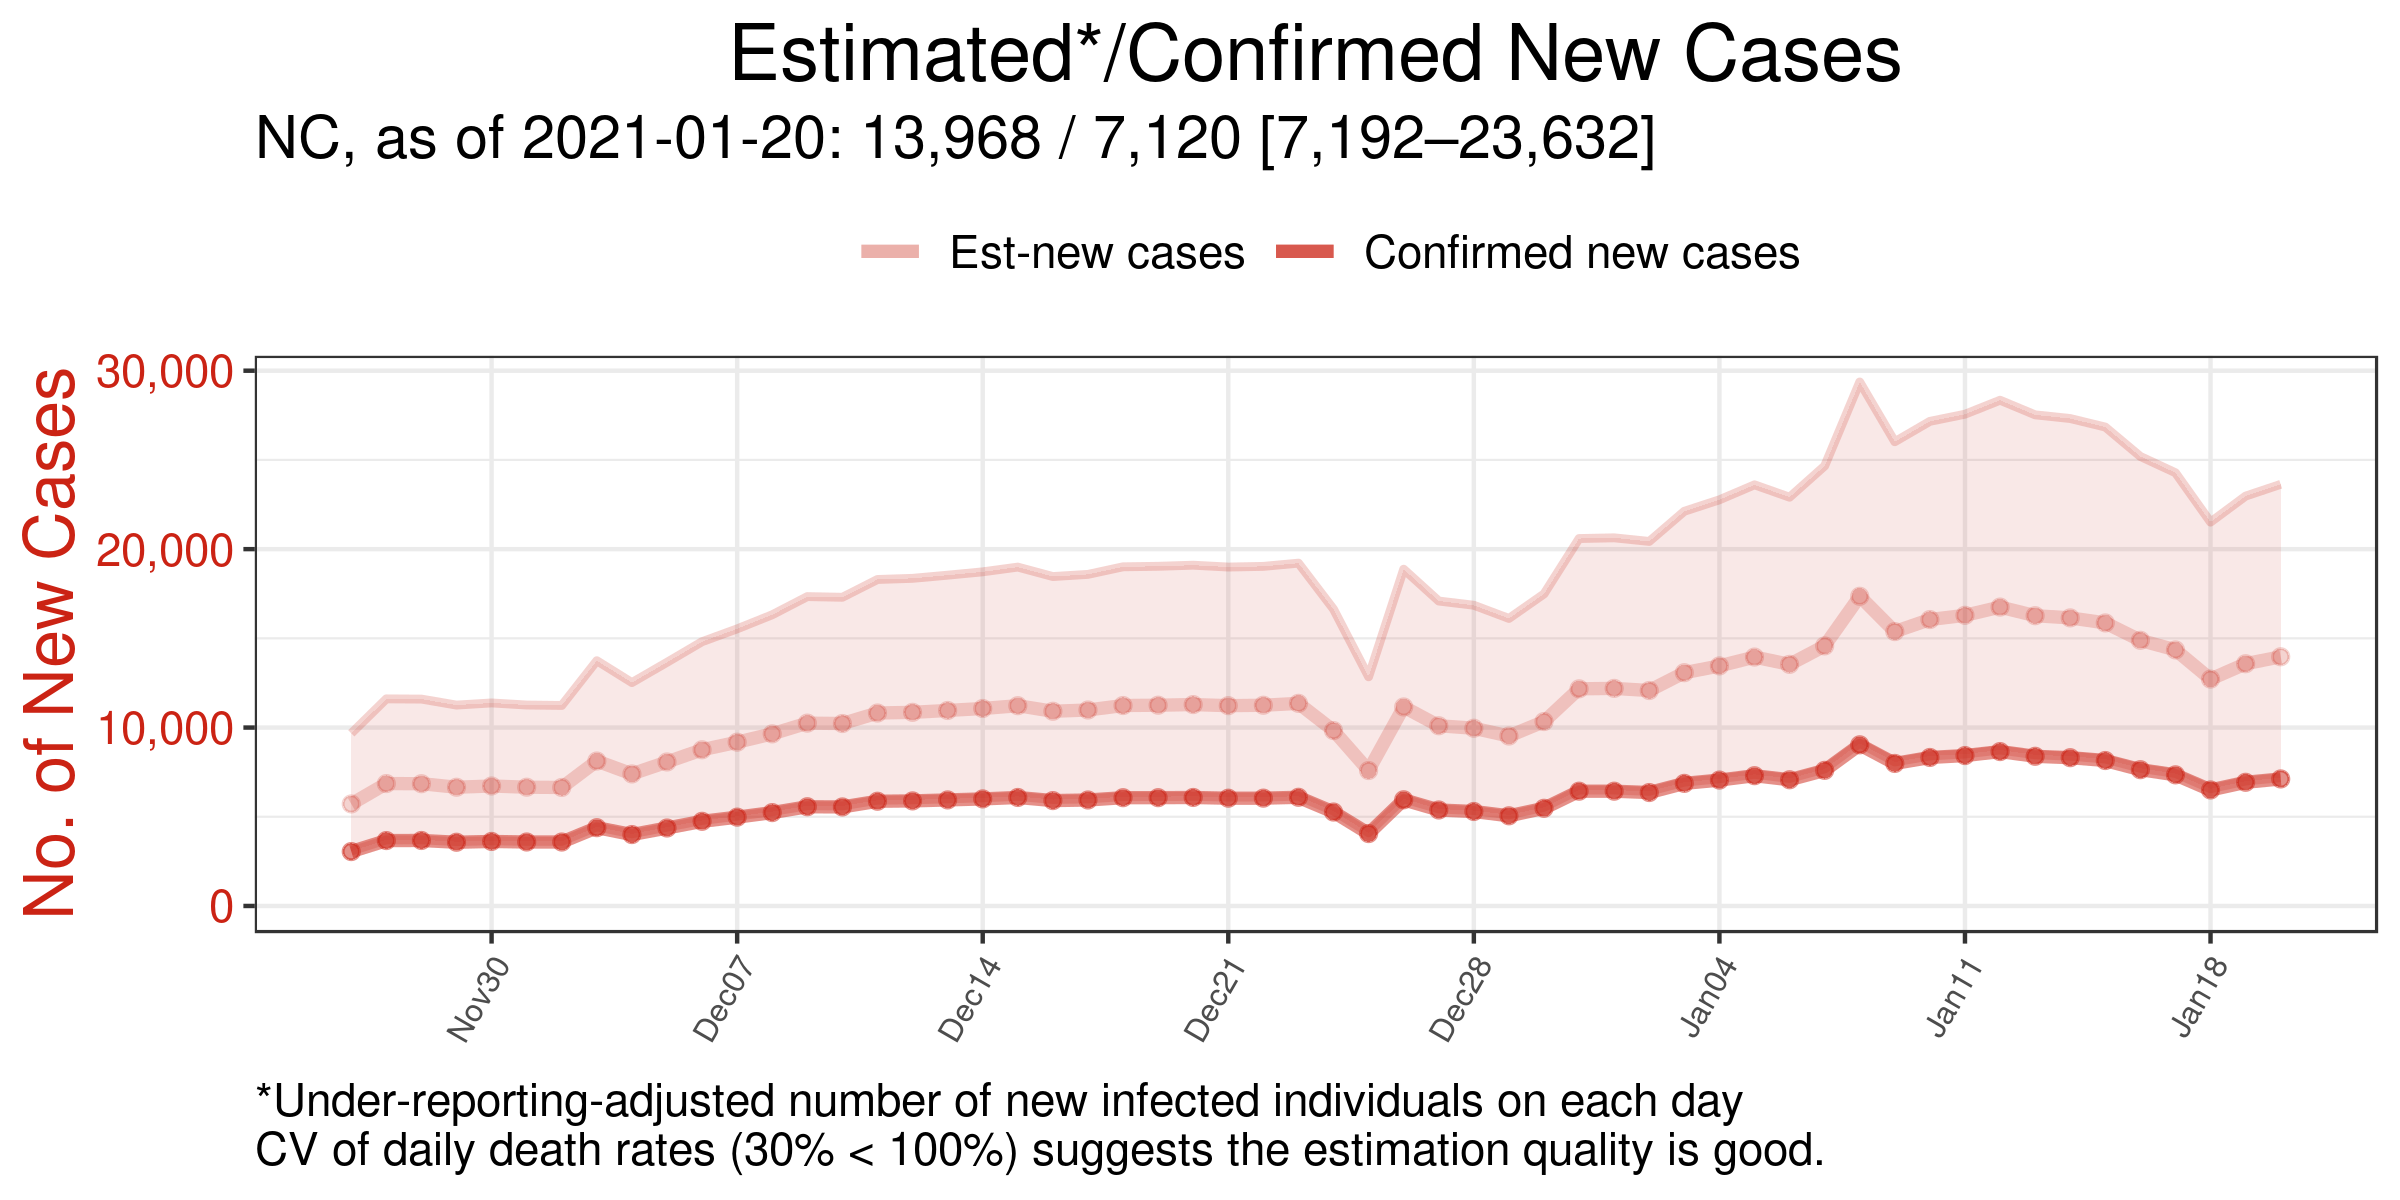 Estimated*/Confirmed New Cases
NC, as of 2021-01-20: 13,968 / 7,120 [7,192–23,632]
Est-new cases
Confirmed new cases
No. of New Cases
30,000
20,000
10,000
0
Nov30
Dec07
Dec14
Dec21
Dec28
Jan04
Jan11
Jan18
*Under-reporting-adjusted number of new infected individuals on each day
CV of daily death rates (30% < 100%) suggests the estimation quality is good.